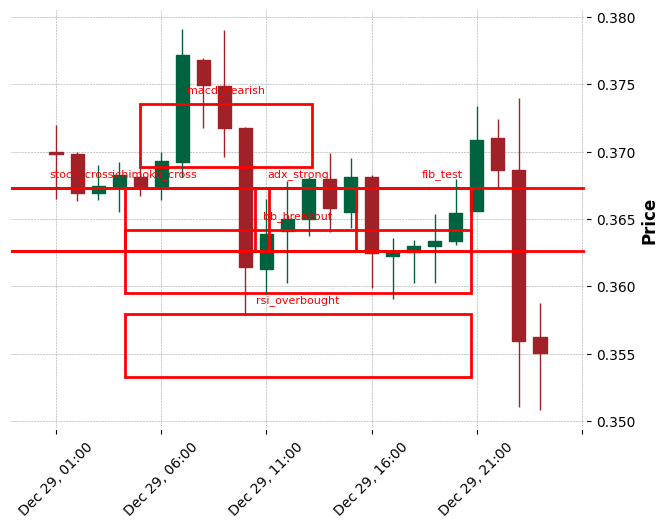 0.380
0.375
macd_bearish
0.370
stoch_cross ichimoku_cross adx_strong fib_test
0.365
bb_breakout
0.360
rsi_overbought
0.355
0.350
Price
Dec 29, 01:00
Dec 29, 06:00
Dec 29, 11:00
Dec 29, 16:00
Dec 29, 21:00